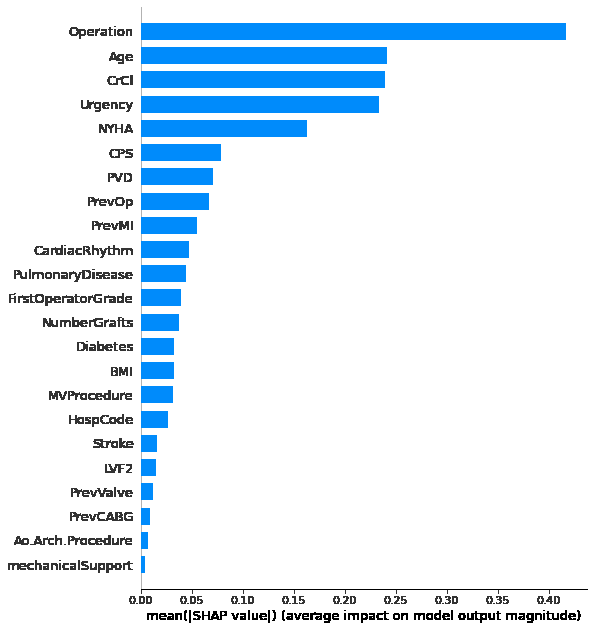 Operation
Age
CrCl
Urgency
NYHA
CPS
PVD
PrevOp
PrevMI
CardiacRhythm
PulmonaryDisease
FirstOperatorGrade
NumberGrafts
Diabetes
BMI
MVProcedure
HospCode
Stroke
LVF2
PrevValve
PrevCABG
Ao.Arch.Procedure
mechanicalSupport
0.00 0.05 0.10 0.15 0.20 0.25 0.30 0.35 0.40
mean(|SHAP value|) (average impact on model output magnitude)